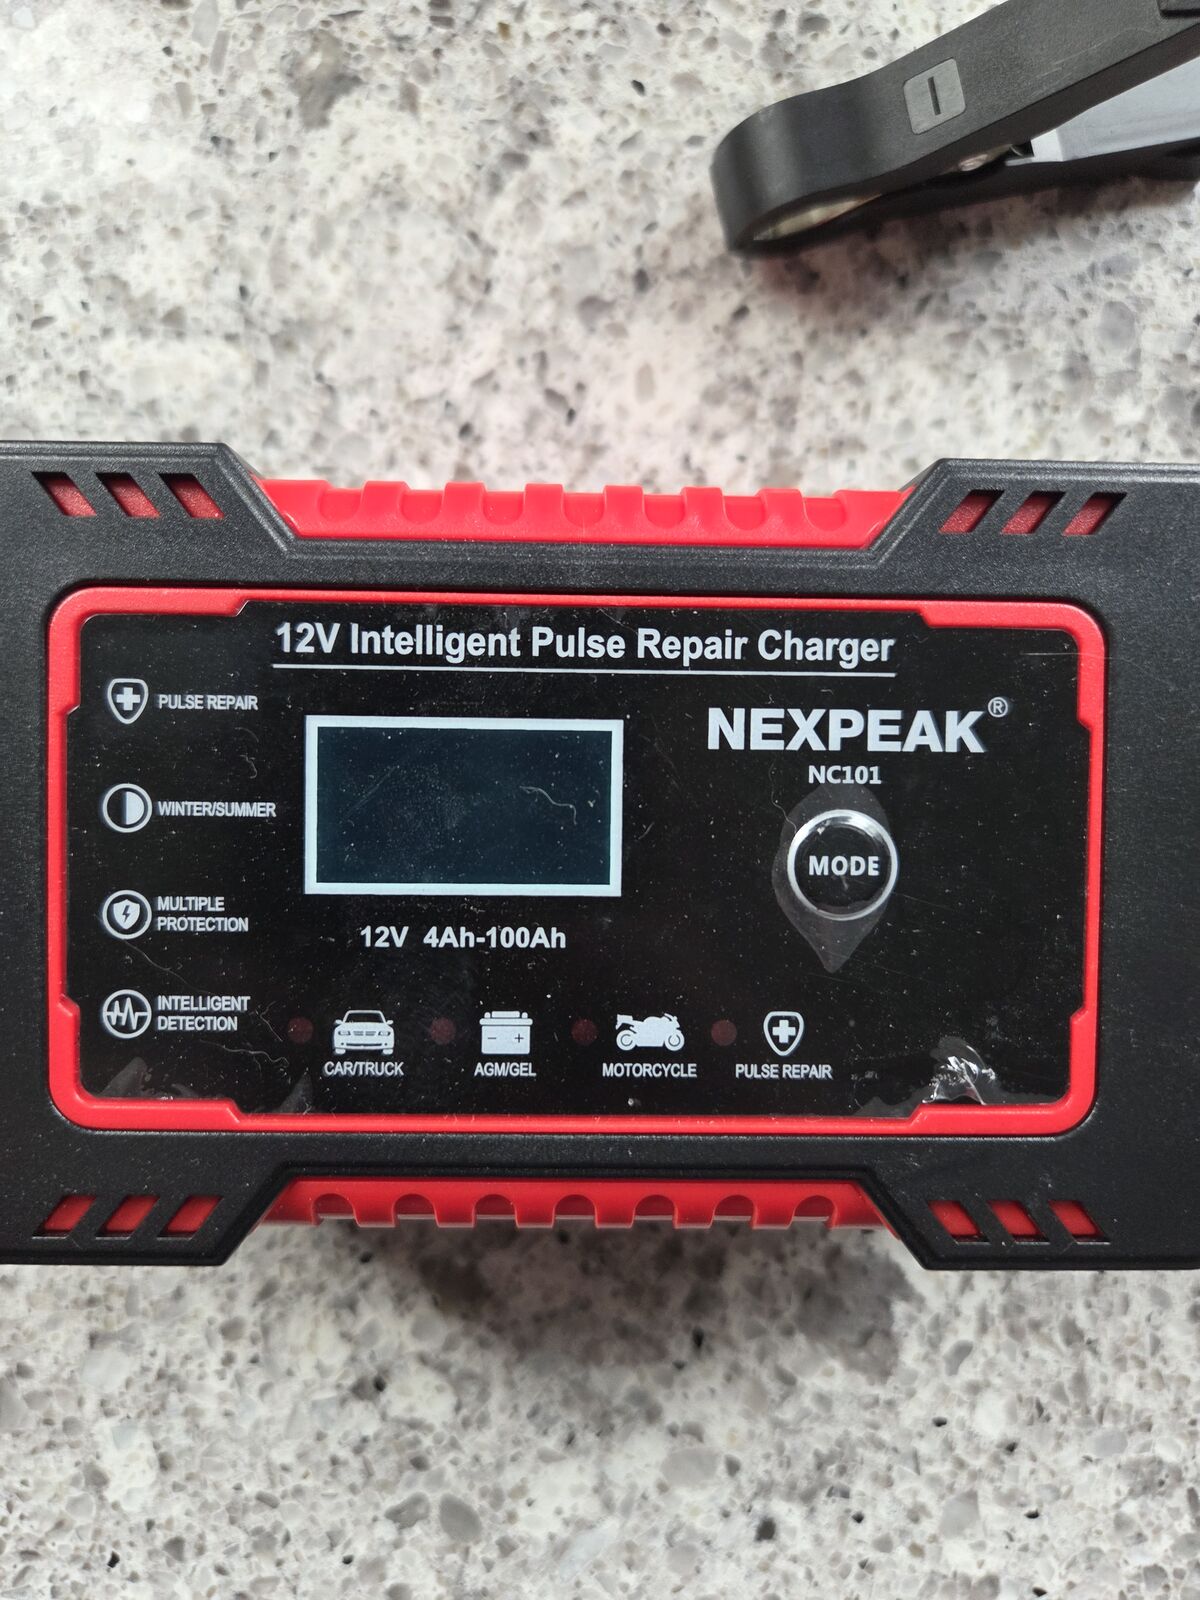 12V Intelligent Pulse Repair Charger
PULSE REPAIR
WINTER/SUMMER
MULTIPLE
PROTECTION
INTELLIGENT
DETECTION
NEXPEAK®
NC101
MODE
12V 4Ah-100Ah
CAR/TRUCK
AGM/GEL
MOTORCYCLE
PULSE REPAIR